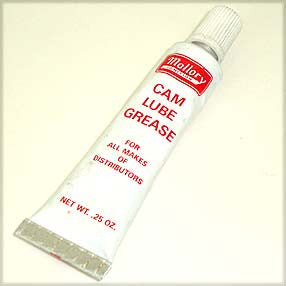 Mallory
CAM
LUBE
GREASE
FOR
ALL MAKES
OF
DISTRIBUTORS
NET WT. .25 OZ.